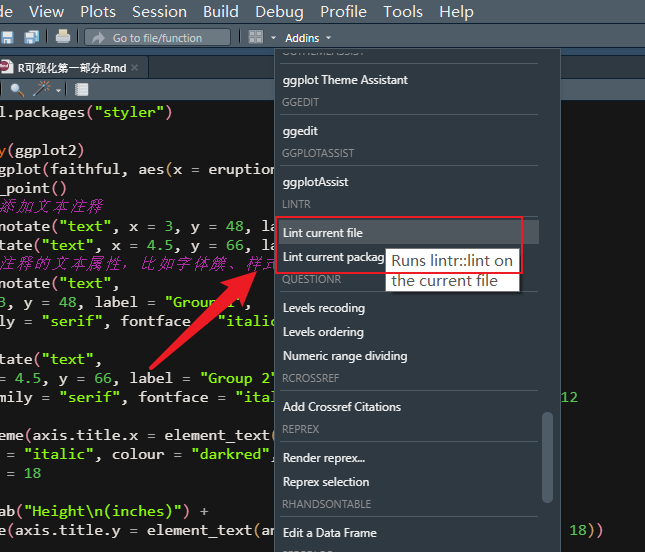 de View Plots Session Build Debug Profile Tools Help
Go to file/function Addins
R可视化第一部分.Rmd
l.packages("styler")
y(ggplot2)
gplot(faithful, aes(x = eruption
_point()
添加文本注释
notate("text", x = 3, y = 48, la
tate("text", x = 4.5, y = 66, l
注释的文本属性，比如字体簇、样式
notate("text",
3, y = 48, label = "Group 1",
ly = "serif", fontface = "italic
tate("text",
= 4.5, y = 66, label = "Group 2"
mily = "serif", fontface = "ital
12
eme(axis.title.x = element_text(
= "italic", colour = "darkred",
= 18
ab("Height\n(inches)") +
e(axis.title.y = element_text(an
18))
GGTHEMEASSIST
ggplot Theme Assistant
GGEDIT
ggedit
GGPLOTASSIST
ggplotAssist
LINTR
Lint current file
Lint current packag
Runs lintr::lint on
the current file
QUESTIONR
Levels recoding
Levels ordering
Numeric range dividing
RCROSSREF
Add Crossref Citations
REPREX
Render reprex...
Reprex selection
RHANDSONTABLE
Edit a Data Frame